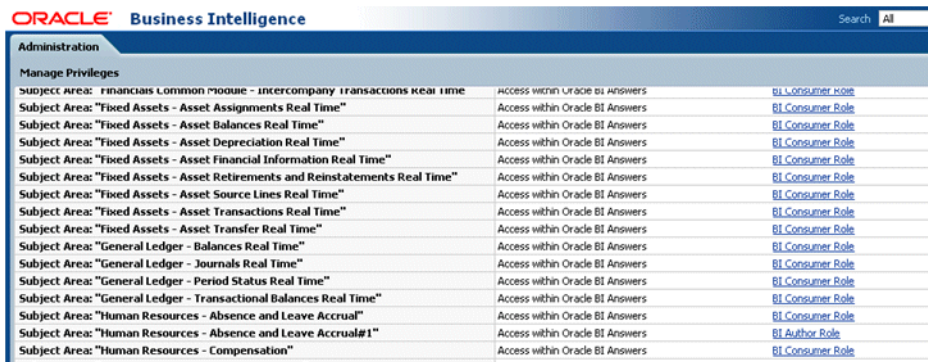 ORACLE Business Intelligence Search All
Administration
Manage Privileges
Subject Area: "Financials Common Module - Intercompany Transactions Real Time Access within Oracle BI Answers BI Consumer Role
Subject Area: "Fixed Assets - Asset Assignments Real Time" Access within Oracle BI Answers BI Consumer Role
Subject Area: "Fixed Assets - Asset Balances Real Time" Access within Oracle BI Answers BI Consumer Role
Subject Area: "Fixed Assets - Asset Depreciation Real Time" Access within Oracle BI Answers BI Consumer Role
Subject Area: "Fixed Assets - Asset Financial Information Real Time" Access within Oracle BI Answers BI Consumer Role
Subject Area: "Fixed Assets - Asset Retirements and Reinstatements Real Time" Access within Oracle BI Answers BI Consumer Role
Subject Area: "Fixed Assets - Asset Source Lines Real Time" Access within Oracle BI Answers BI Consumer Role
Subject Area: "Fixed Assets - Asset Transactions Real Time" Access within Oracle BI Answers BI Consumer Role
Subject Area: "Fixed Assets - Asset Transfer Real Time" Access within Oracle BI Answers BI Consumer Role
Subject Area: "General Ledger - Balances Real Time" Access within Oracle BI Answers BI Consumer Role
Subject Area: "General Ledger - Journals Real Time" Access within Oracle BI Answers BI Consumer Role
Subject Area: "General Ledger - Period Status Real Time" Access within Oracle BI Answers BI Consumer Role
Subject Area: "General Ledger - Transactional Balances Real Time" Access within Oracle BI Answers BI Consumer Role
Subject Area: "Human Resources - Absence and Leave Accrual" Access within Oracle BI Answers BI Consumer Role
Subject Area: "Human Resources - Absence and Leave Accrual#1" Access within Oracle BI Answers BI Author Role
Subject Area: "Human Resources - Compensation" Access within Oracle BI Answers BI Consumer Role